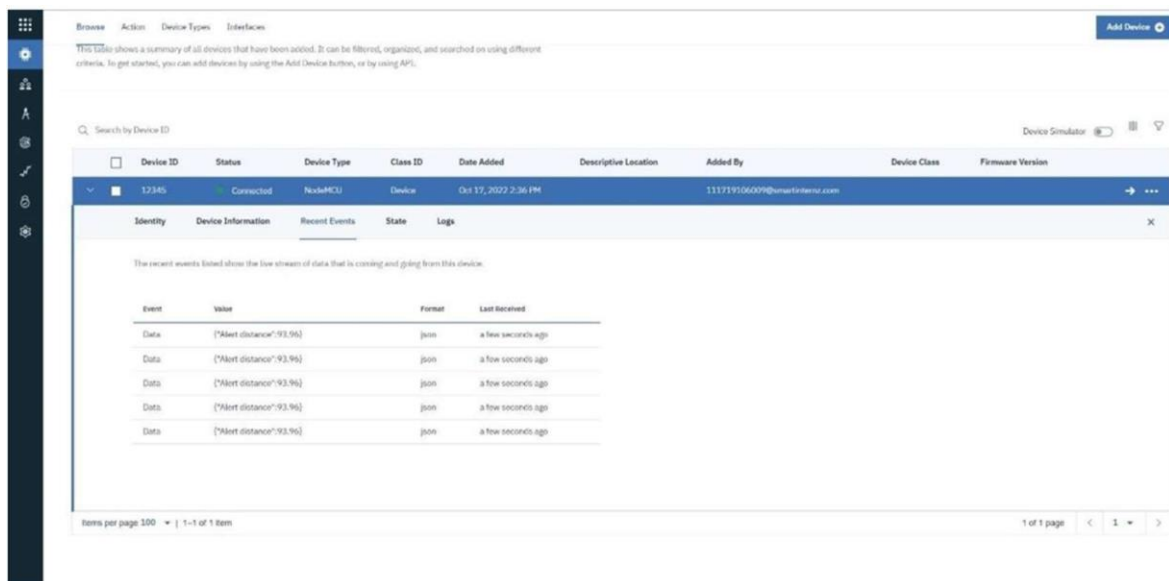 Browse Action Device Types Interfaces
Add Device
This table shows a summary of all devices that have been added. It can be filtered, organized, and searched on using different
criteria. To get started, you can add devices by using the Add Device button, or by using API.
Search by Device ID
Device Simulator
Device ID Status Device Type Class ID Date Added Descriptive Location Added By Device Class Firmware Version
12345 Connected NodeMCU Device Oct 17, 2022 2:36 PM 111719106009@smartinternz.com
Identity Device Information Recent Events State Logs
The recent events listed show the live stream of data that is coming and going from this device.
Event Value Format Last Received
Data {"Alert distance":93.96} json a few seconds ago
Data {"Alert distance":93.96} json a few seconds ago
Data {"Alert distance":93.96} json a few seconds ago
Data {"Alert distance":93.96} json a few seconds ago
Data {"Alert distance":93.96} json a few seconds ago
Items per page 100 | 1–1 of 1 item 1 of 1 page 1